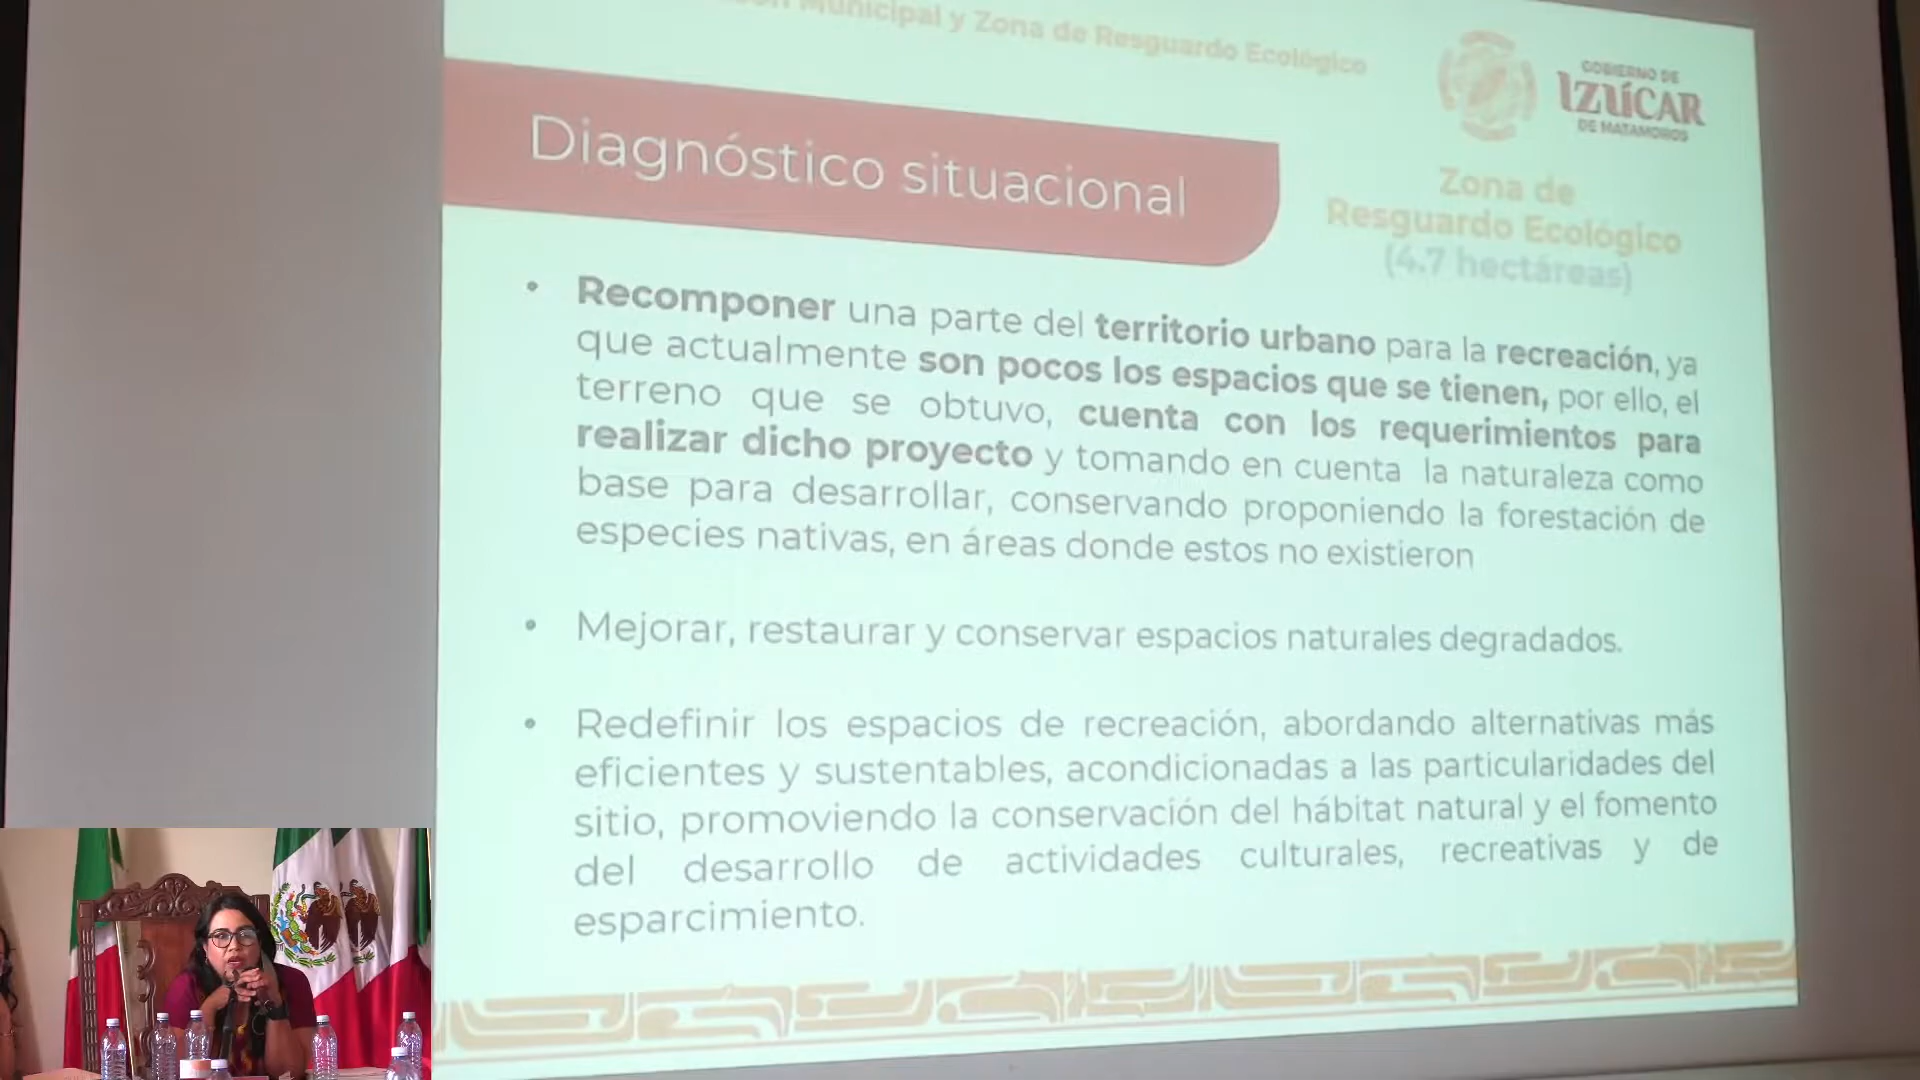 Municipal y Zona de Resguardo Ecológico
GOBIERNO DE
IZÚCAR
DE MATAMOROS
Diagnóstico situacional
Zona de
Resguardo Ecológico
(4.7 hectáreas)
• Recomponer una parte del territorio urbano para la recreación, ya
que actualmente son pocos los espacios que se tienen, por ello, el
terreno que se obtuvo, cuenta con los requerimientos para
realizar dicho proyecto y tomando en cuenta la naturaleza como
base para desarrollar, conservando proponiendo la forestación de
especies nativas, en áreas donde estos no existieron
• Mejorar, restaurar y conservar espacios naturales degradados.
• Redefinir los espacios de recreación, abordando alternativas más
eficientes y sustentables, acondicionadas a las particularidades del
sitio, promoviendo la conservación del hábitat natural y el fomento
del desarrollo de actividades culturales, recreativas y de
esparcimiento.